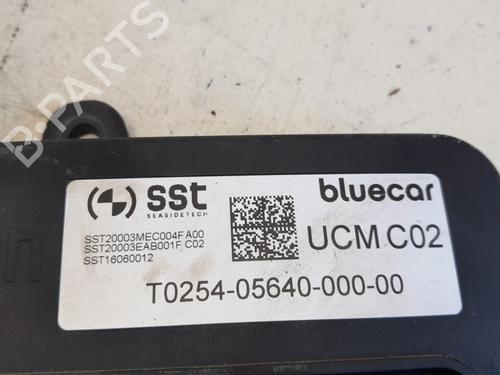 B-PARTS
sst
SEASIDETECH
bluecar
SST20003MEC004F A00
SST20003EAB001F C02
SST16060012
UCM C02
T0254-05640-000-00